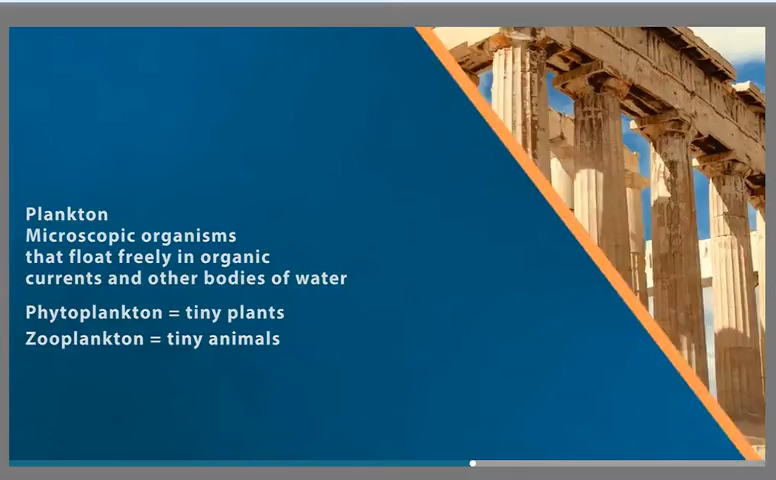 Plankton
Microscopic organisms
that float freely in organic
currents and other bodies of water
Phytoplankton = tiny plants
Zooplankton = tiny animals